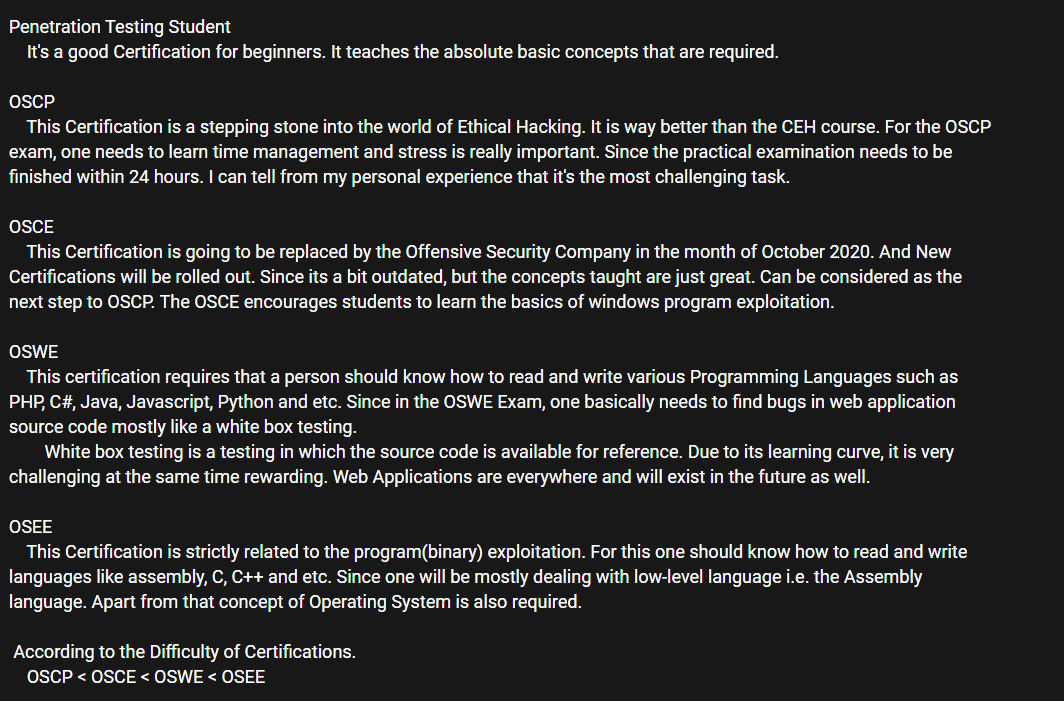 Penetration Testing Student
It's a good Certification for beginners. It teaches the absolute basic concepts that are required.
OSCP
This Certification is a stepping stone into the world of Ethical Hacking. It is way better than the CEH course. For the OSCP
exam, one needs to learn time management and stress is really important. Since the practical examination needs to be
finished within 24 hours. I can tell from my personal experience that it's the most challenging task.
OSCE
This Certification is going to be replaced by the Offensive Security Company in the month of October 2020. And New
Certifications will be rolled out. Since its a bit outdated, but the concepts taught are just great. Can be considered as the
next step to OSCP. The OSCE encourages students to learn the basics of windows program exploitation.
OSWE
This certification requires that a person should know how to read and write various Programming Languages such as
PHP, C#, Java, Javascript, Python and etc. Since in the OSWE Exam, one basically needs to find bugs in web application
source code mostly like a white box testing.
White box testing is a testing in which the source code is available for reference. Due to its learning curve, it is very
challenging at the same time rewarding. Web Applications are everywhere and will exist in the future as well.
OSEE
This Certification is strictly related to the program(binary) exploitation. For this one should know how to read and write
languages like assembly, C, C++ and etc. Since one will be mostly dealing with low-level language i.e. the Assembly
language. Apart from that concept of Operating System is also required.
According to the Difficulty of Certifications.
OSCP < OSCE < OSWE < OSEE